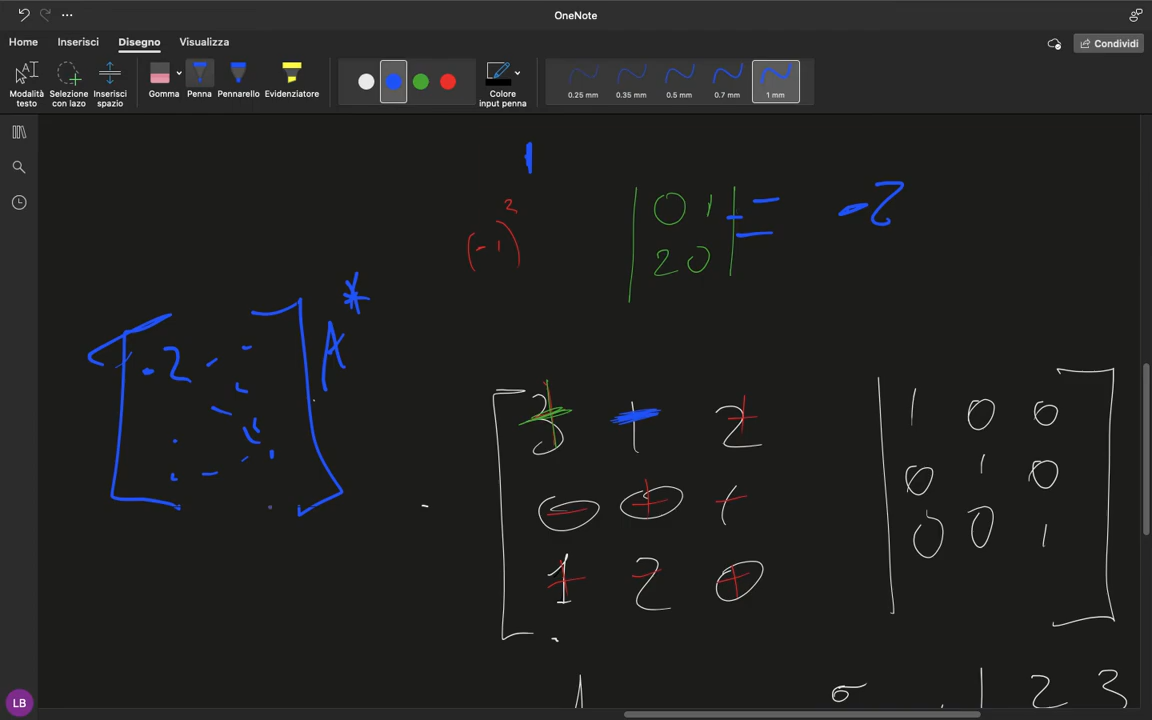 OneNote
Home Inserisci Disegno Visualizza
Condividi
Modalità testo
Selezione con lazo
Inserisci spazio
Gomma
Penna
Pennarello
Evidenziatore
Colore input penna
0.25 mm
0.35 mm
0.5 mm
0.7 mm
1 mm
(-1)²
0 1 = -2
2 0
-2
A*
3 1 2
0 0 1
1 2 0
1 0 0
0 1 0
0 0 1
1 2 3
LB